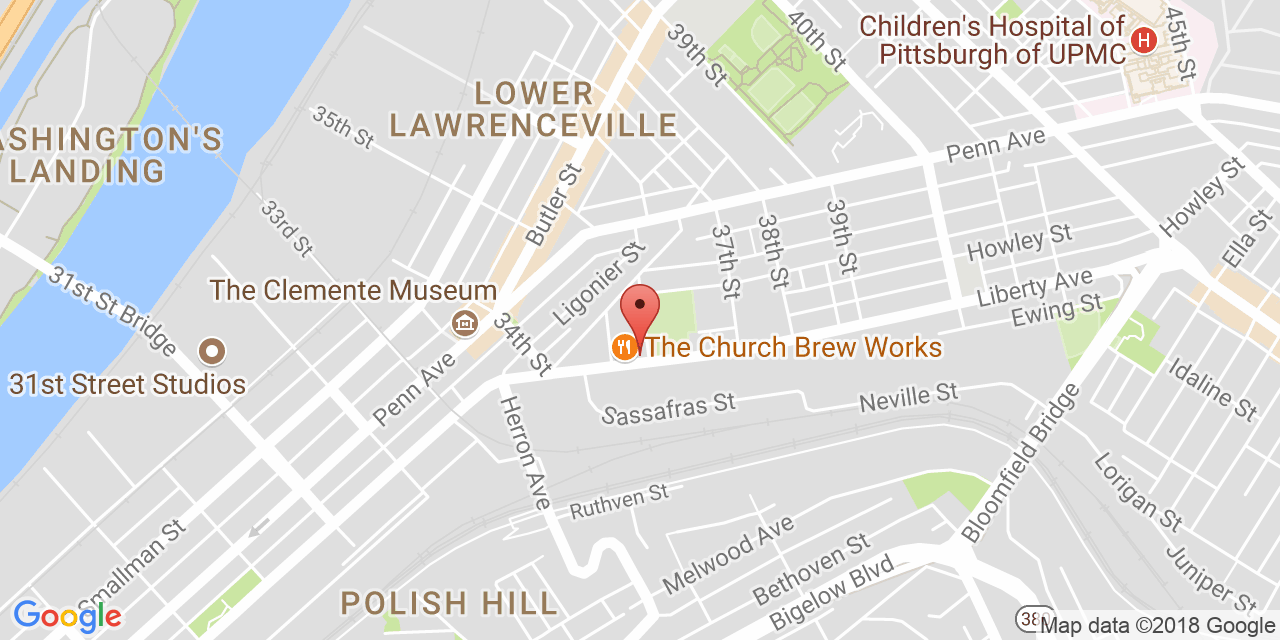 40th St
45th St
39th St
Children's Hospital of
Pittsburgh of UPMC
H
LOWER
LAWRENCEVILLE
35th St
ASHINGTON'S
LANDING
Penn Ave
Butler St
Howley St
33rd St
Ella St
39th St
38th St
37th St
Howley St
Ligonier St
31st St Bridge
The Clemente Museum
Liberty Ave
Ewing St
34th St
The Church Brew Works
31st Street Studios
Penn Ave
Idaline St
Sassafras St
Neville St
Herron Ave
Bloomfield Bridge
Ruthven St
Lorigan St
Melwood Ave
Bethoven St
Juniper St
Smallman St
Bigelow Blvd
POLISH HILL
Google
38
Map data ©2018 Google